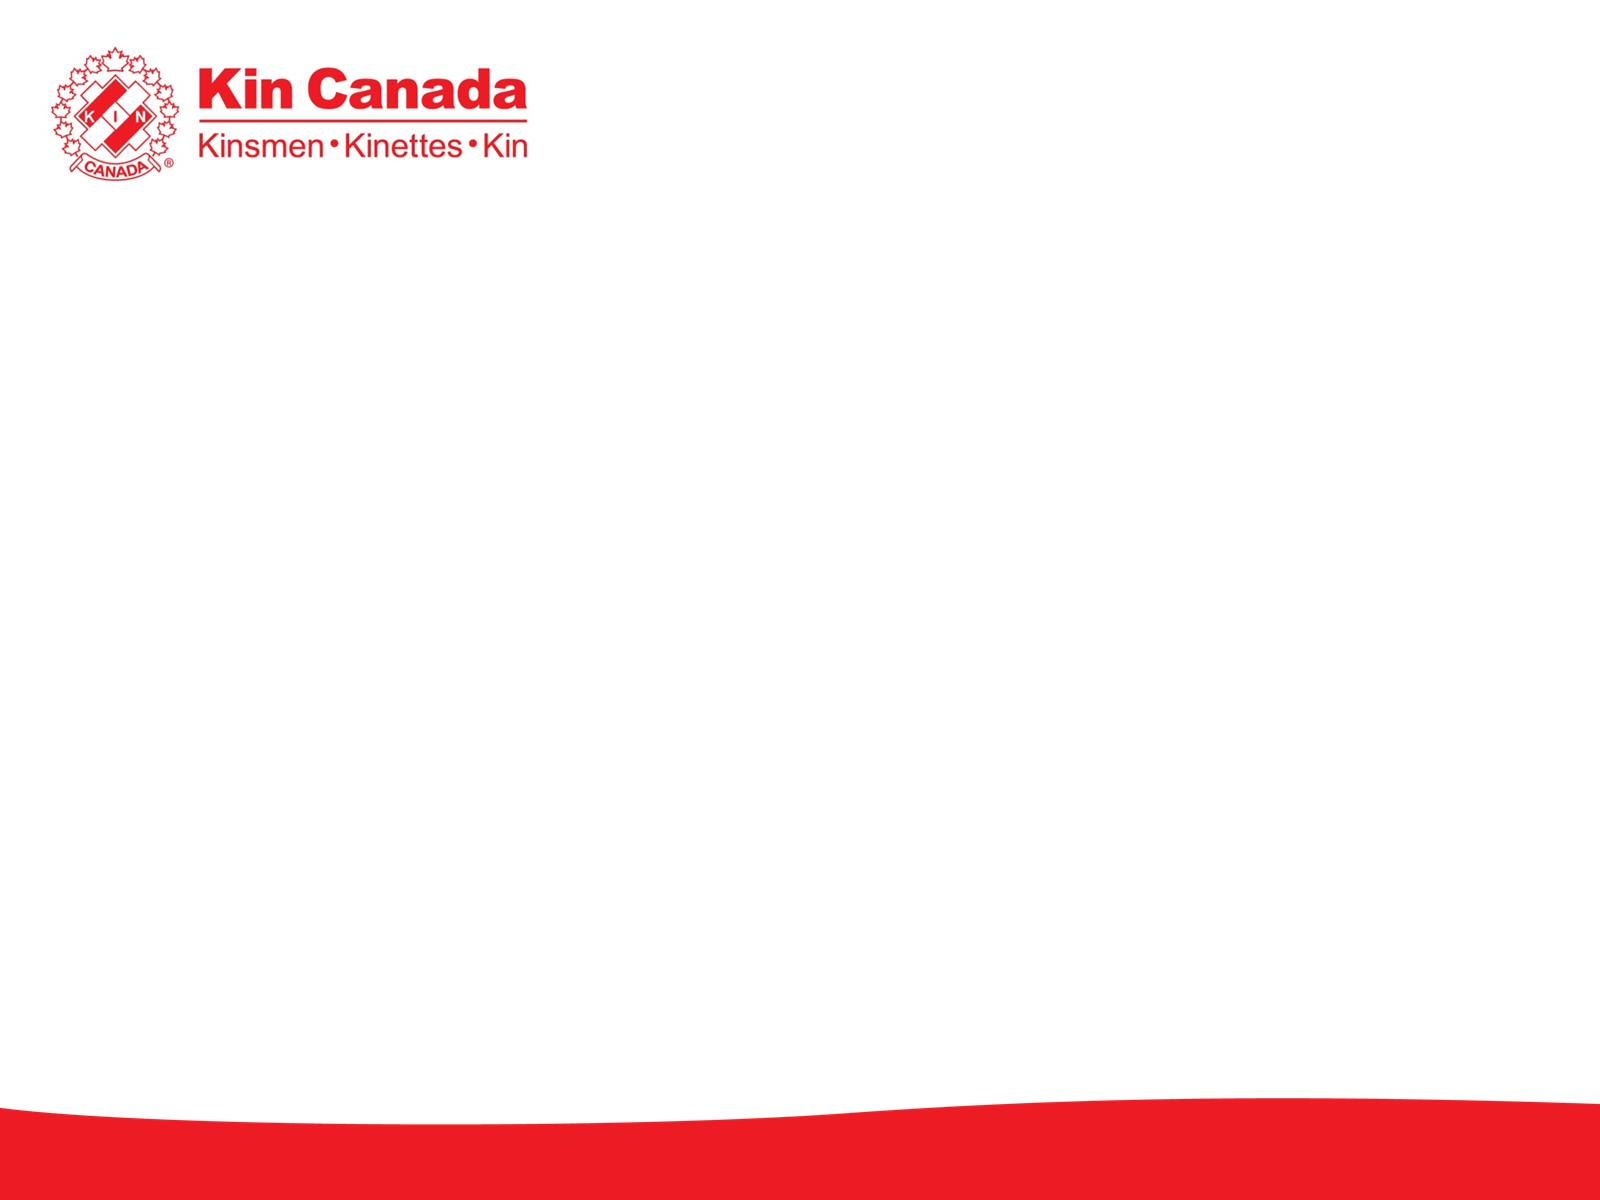 Kin Canada
Kinsmen • Kinettes • Kin
K I N
CANADA ®